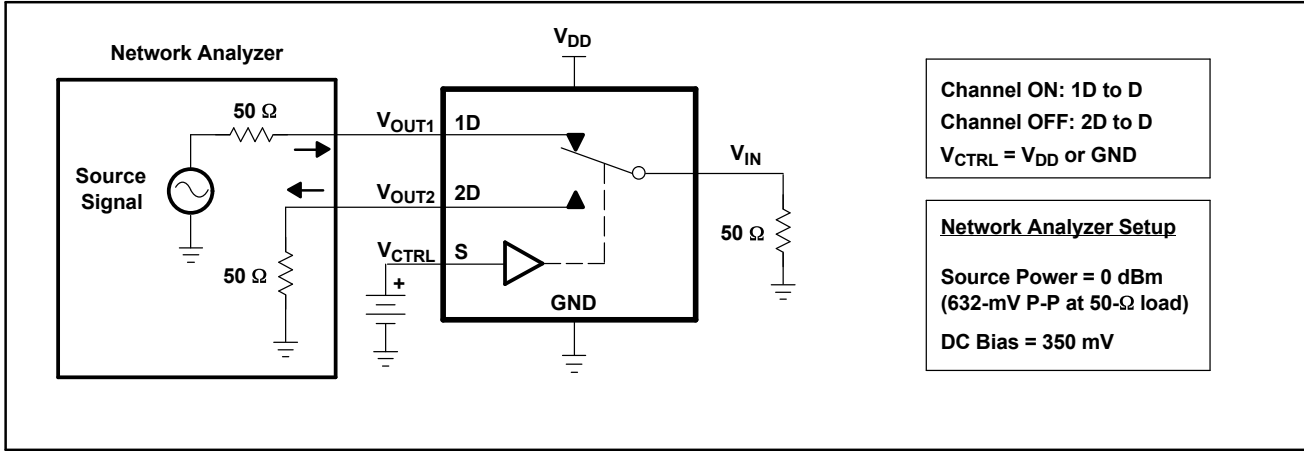 Network Analyzer
50 Ω
Source
Signal
50 Ω
V_OUT1
1D
V_OUT2
2D
V_CTRL
S
+
V_DD
GND
V_IN
50 Ω
Channel ON: 1D to D
Channel OFF: 2D to D
V_CTRL = V_DD or GND
Network Analyzer Setup
Source Power = 0 dBm
(632-mV P-P at 50-Ω load)
DC Bias = 350 mV